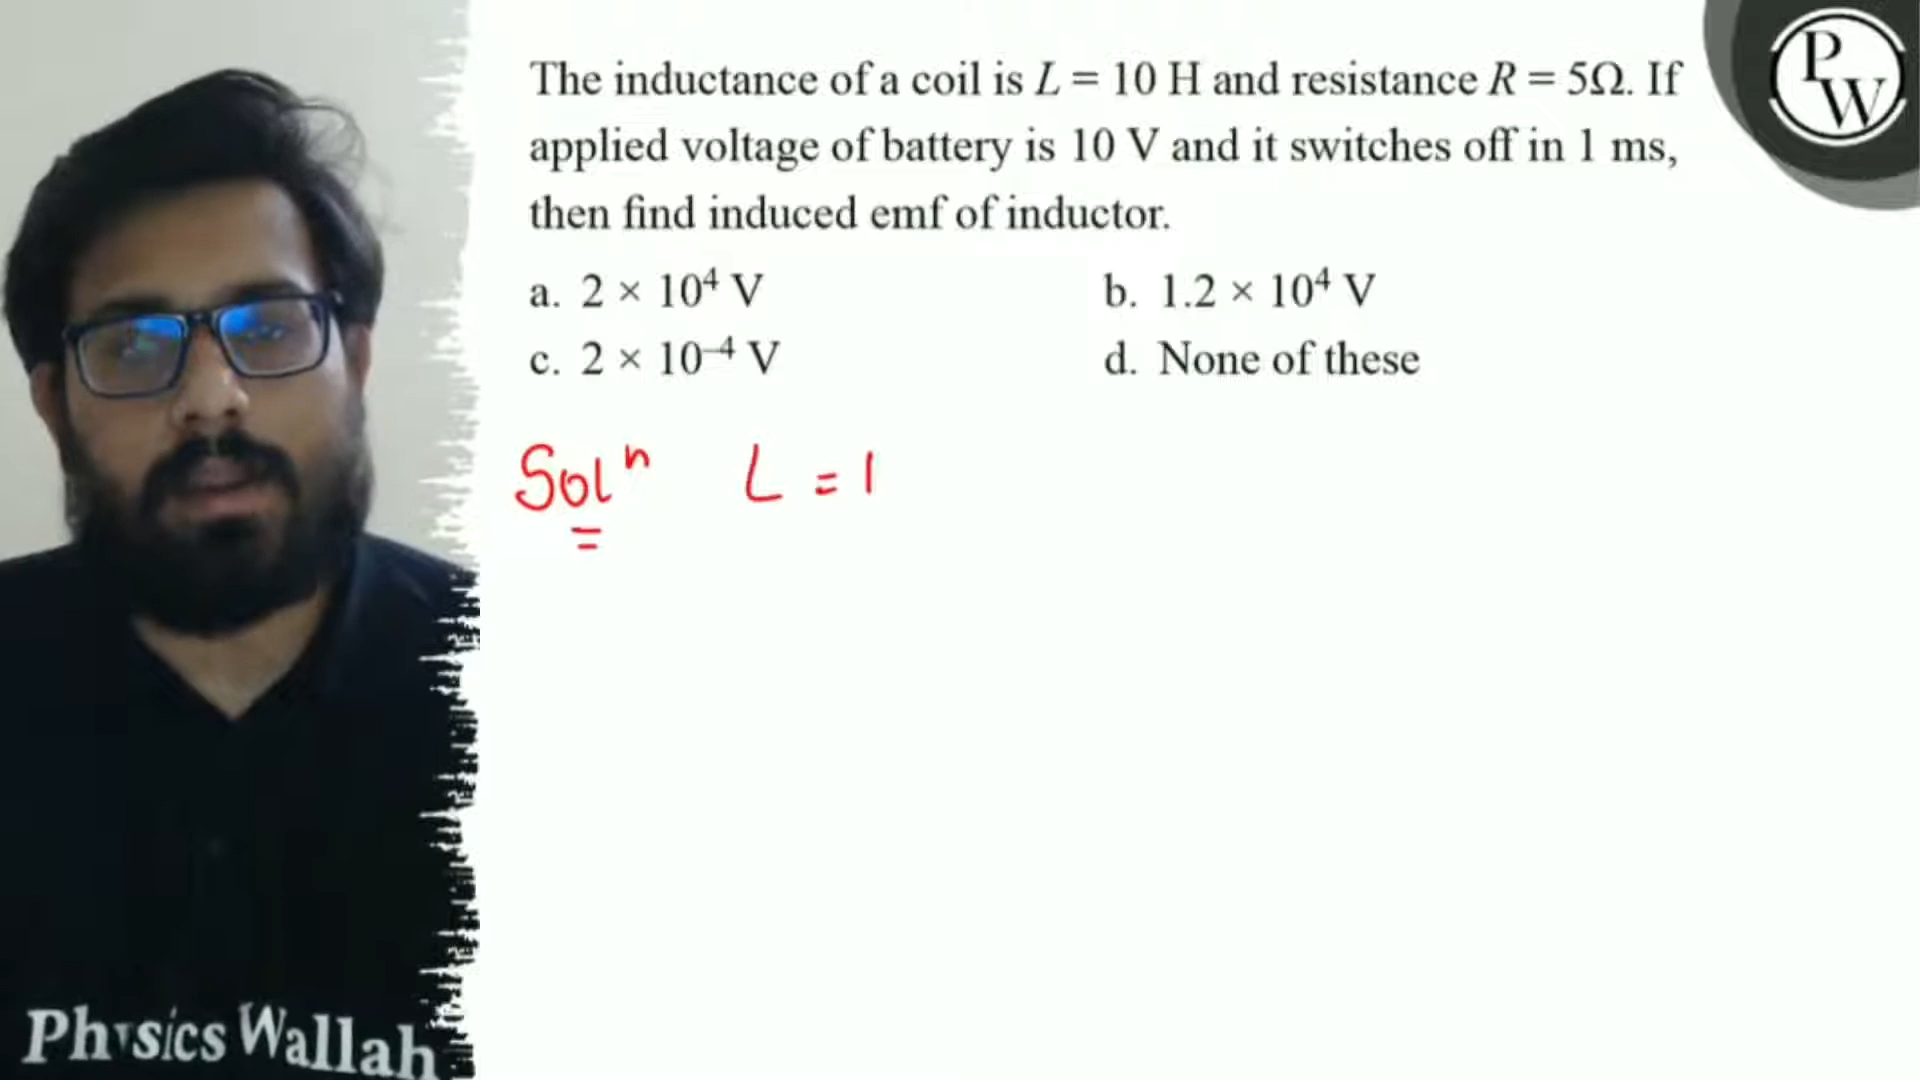 The inductance of a coil is L = 10 H and resistance R = 5Ω. If
applied voltage of battery is 10 V and it switches off in 1 ms,
then find induced emf of inductor.
a. 2 × 10⁴ V b. 1.2 × 10⁴ V
c. 2 × 10⁻⁴ V d. None of these
Solⁿ L = 1
PW
Physics Wallah